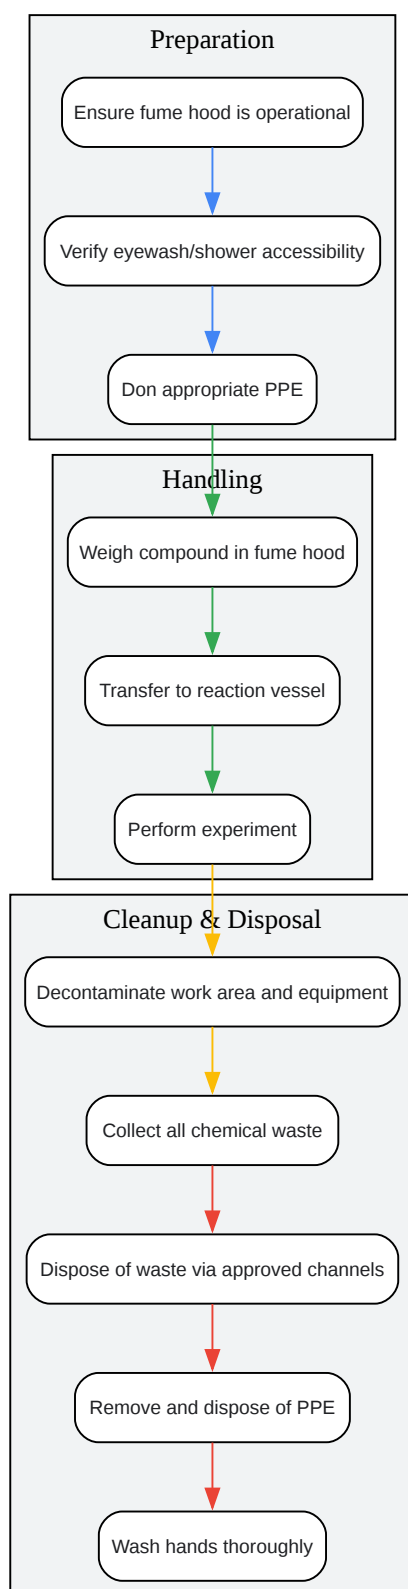 Preparation
Ensure fume hood is operational
Verify eyewash/shower accessibility
Don appropriate PPE
Handling
Weigh compound in fume hood
Transfer to reaction vessel
Perform experiment
Cleanup & Disposal
Decontaminate work area and equipment
Collect all chemical waste
Dispose of waste via approved channels
Remove and dispose of PPE
Wash hands thoroughly